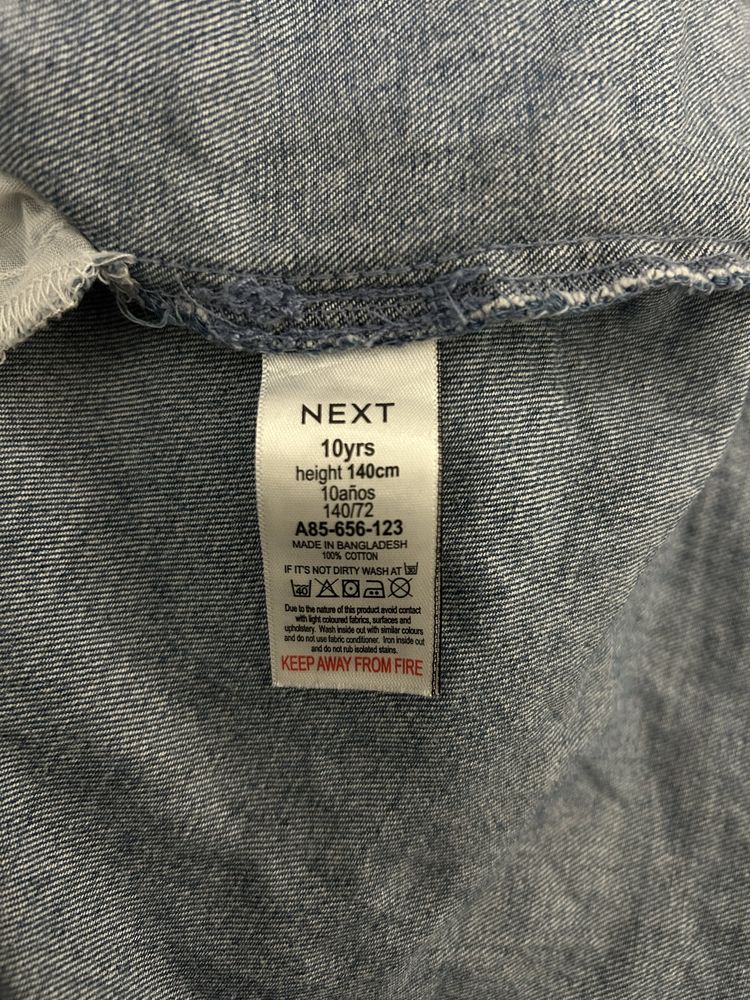 NEXT
10yrs
height 140cm
10años
140/72
A85-656-123
MADE IN BANGLADESH
100% COTTON
IF IT'S NOT DIRTY WASH AT 30
40
Due to the nature of this product avoid contact
with light coloured fabrics, surfaces and
upholstery. Wash inside out with similar colours
and do not use fabric conditioner. Iron inside out
and do not rub isolated stains.
KEEP AWAY FROM FIRE